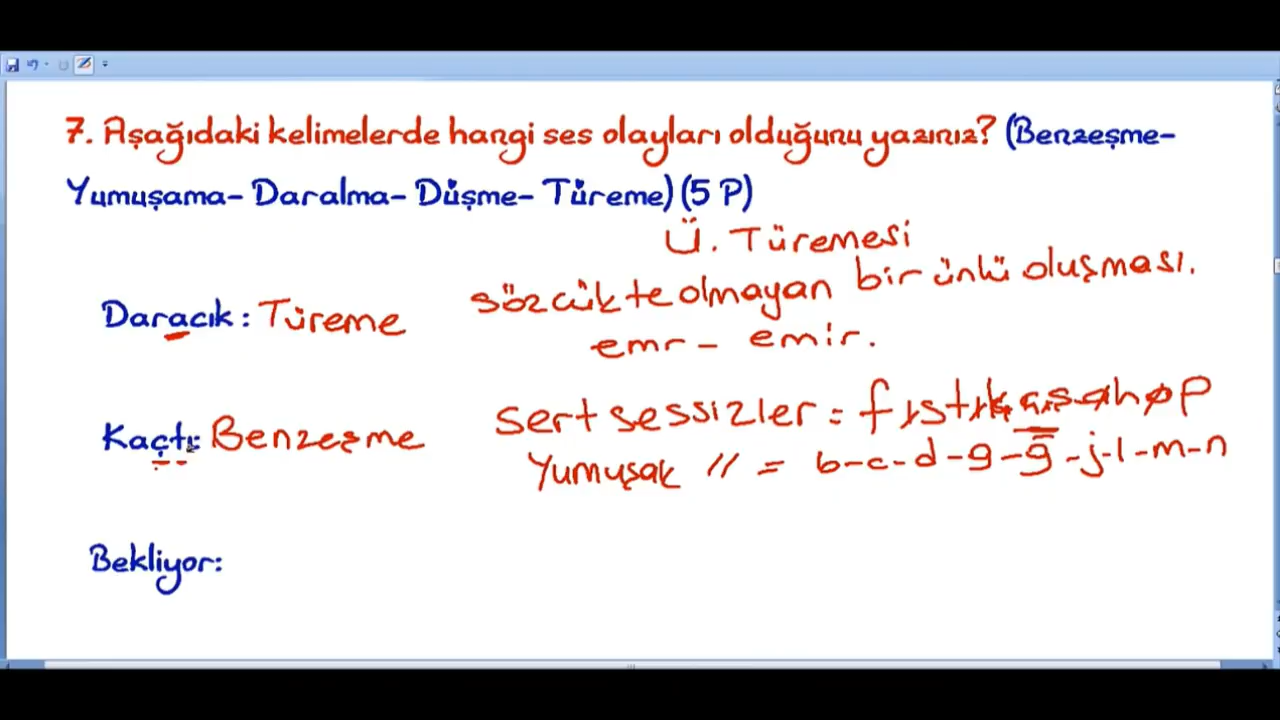 7. Aşağıdaki kelimelerde hangi ses olayları olduğunu yazınız? (Benzeşme-
Yumuşama- Daralma- Düşme- Türeme) (5 P)
Ü. Türemesi
sözcükte olmayan bir ünlü oluşması.
Daracık: Türeme
emr - emir.
sert sessizler = fıstıkçışahap
Kaçtı: Benzeşme
Yumuşak // = b-c-d-g-ğ-j-l-m-n
Bekliyor: